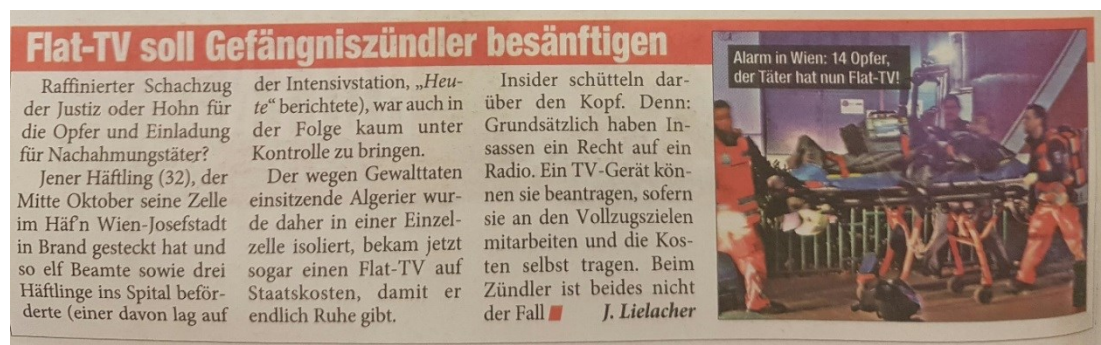 Flat-TV soll Gefängniszündler besänftigen
Raffinierter Schachzug
der Justiz oder Hohn für
die Opfer und Einladung
für Nachahmungstäter?
Jener Häftling (32), der
Mitte Oktober seine Zelle
im Häf'n Wien-Josefstadt
in Brand gesteckt hat und
so elf Beamte sowie drei
Häftlinge ins Spital beför-
derte (einer davon lag auf
der Intensivstation, „Heu-
te“ berichtete), war auch in
der Folge kaum unter
Kontrolle zu bringen.
Der wegen Gewalttaten
einsitzende Algerier wur-
de daher in einer Einzel-
zelle isoliert, bekam jetzt
sogar einen Flat-TV auf
Staatskosten, damit er
endlich Ruhe gibt.
Insider schütteln dar-
über den Kopf. Denn:
Grundsätzlich haben In-
sassen ein Recht auf ein
Radio. Ein TV-Gerät kön-
nen sie beantragen, sofern
sie an den Vollzugszielen
mitarbeiten und die Kos-
ten selbst tragen. Beim
Zündler ist beides nicht
der Fall J. Lielacher
Alarm in Wien: 14 Opfer,
der Täter hat nun Flat-TV!